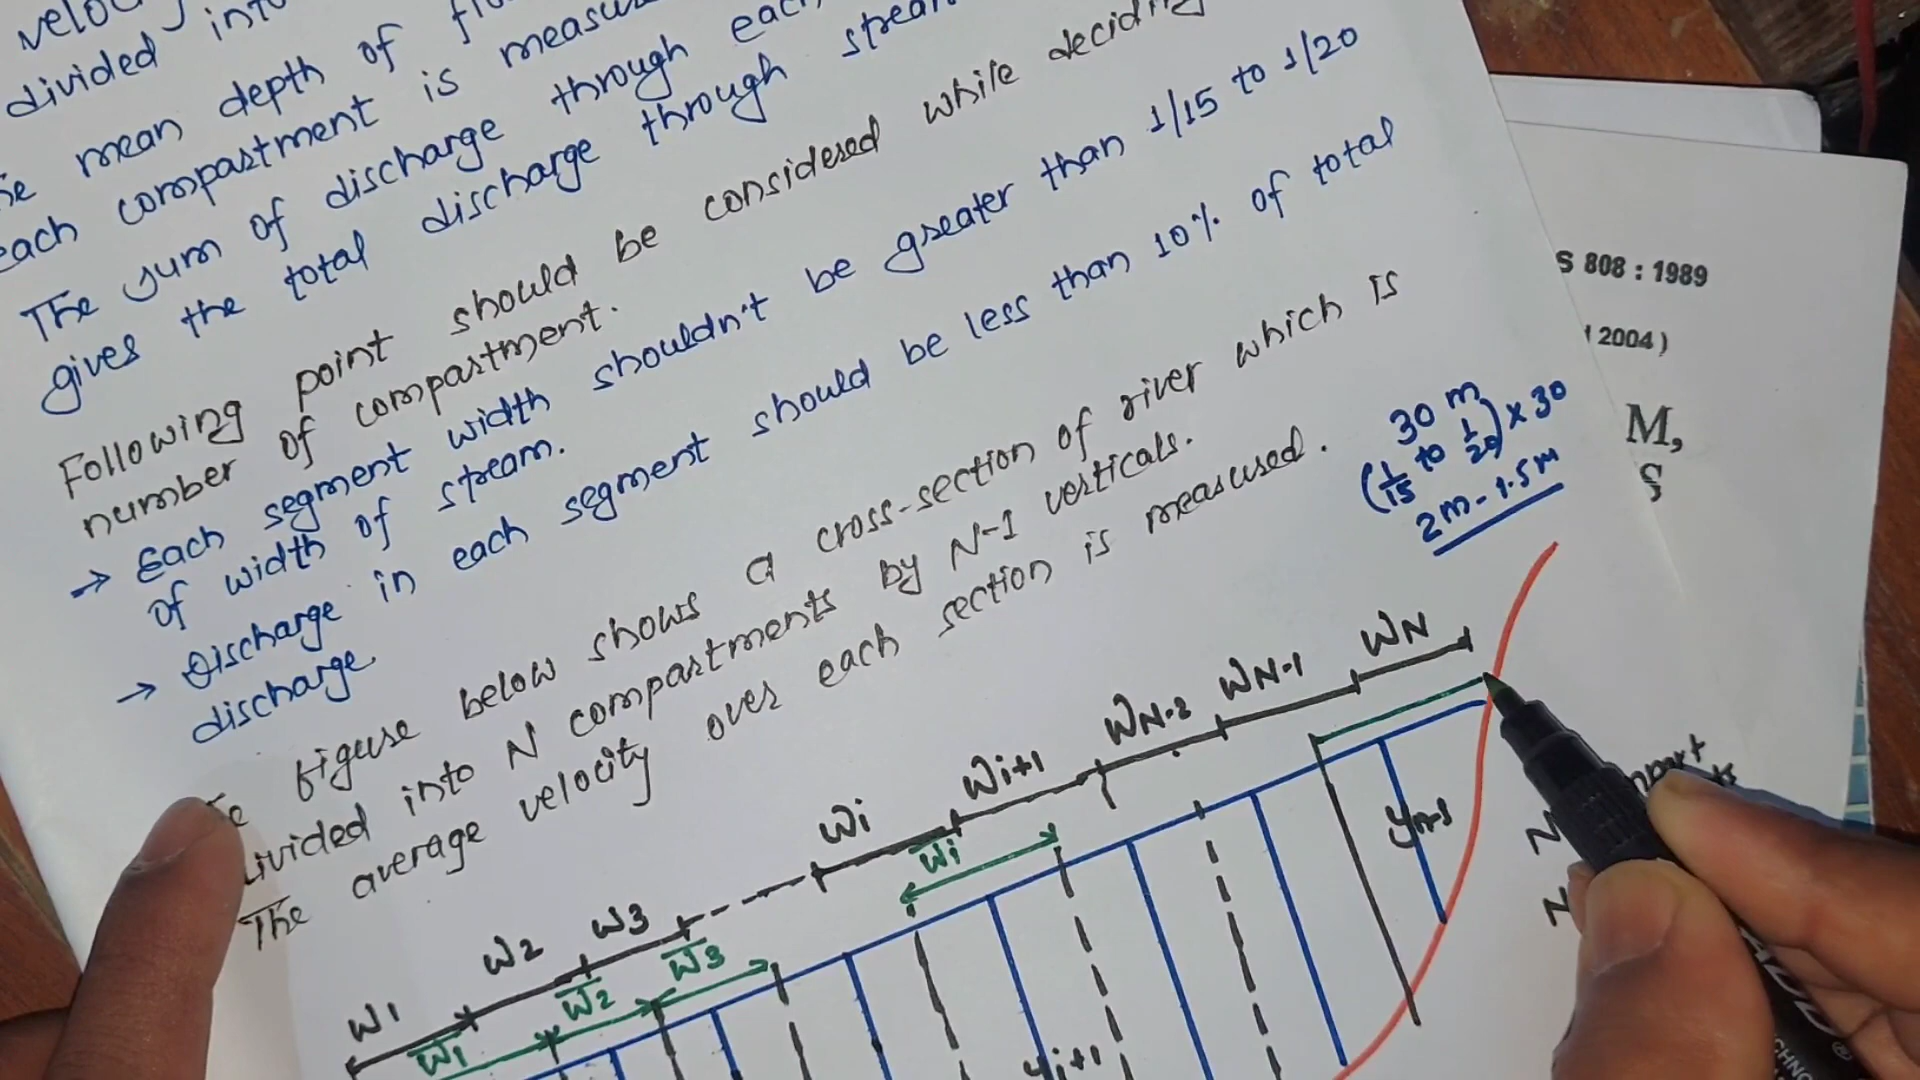 divided into
mean depth of
each compartment is
The sum of discharge through
gives the total discharge through
Following point should be considered while deciding
number of compartment.
→ Each segment width shouldn't be greater than 1/15 to 1/20
of width of stream.
→ Discharge in each segment should be less than 10% of total
discharge
figure below shows a cross-section of river which is
divided into N compartments by N-1 verticals.
The average velocity over each section is measured.
30 m
(1/15 to 1/20) × 30
2m - 1.5m
W1 W2 W3 Wi Wi+1 WN-2 WN-1 WN
W̅1 W̅2 W̅3 W̅i
yi+1
S 808 : 1989
2004 )
M,
S